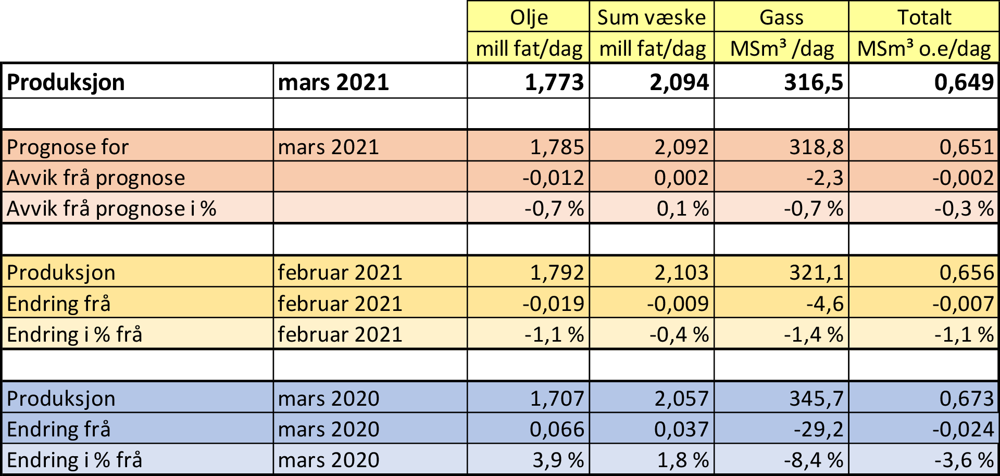 Olje Sum væske Gass Totalt
mill fat/dag mill fat/dag MSm³ /dag MSm³ o.e/dag
Produksjon mars 2021 1,773 2,094 316,5 0,649
Prognose for mars 2021 1,785 2,092 318,8 0,651
Avvik frå prognose -0,012 0,002 -2,3 -0,002
Avvik frå prognose i % -0,7 % 0,1 % -0,7 % -0,3 %
Produksjon februar 2021 1,792 2,103 321,1 0,656
Endring frå februar 2021 -0,019 -0,009 -4,6 -0,007
Endring i % frå februar 2021 -1,1 % -0,4 % -1,4 % -1,1 %
Produksjon mars 2020 1,707 2,057 345,7 0,673
Endring frå mars 2020 0,066 0,037 -29,2 -0,024
Endring i % frå mars 2020 3,9 % 1,8 % -8,4 % -3,6 %